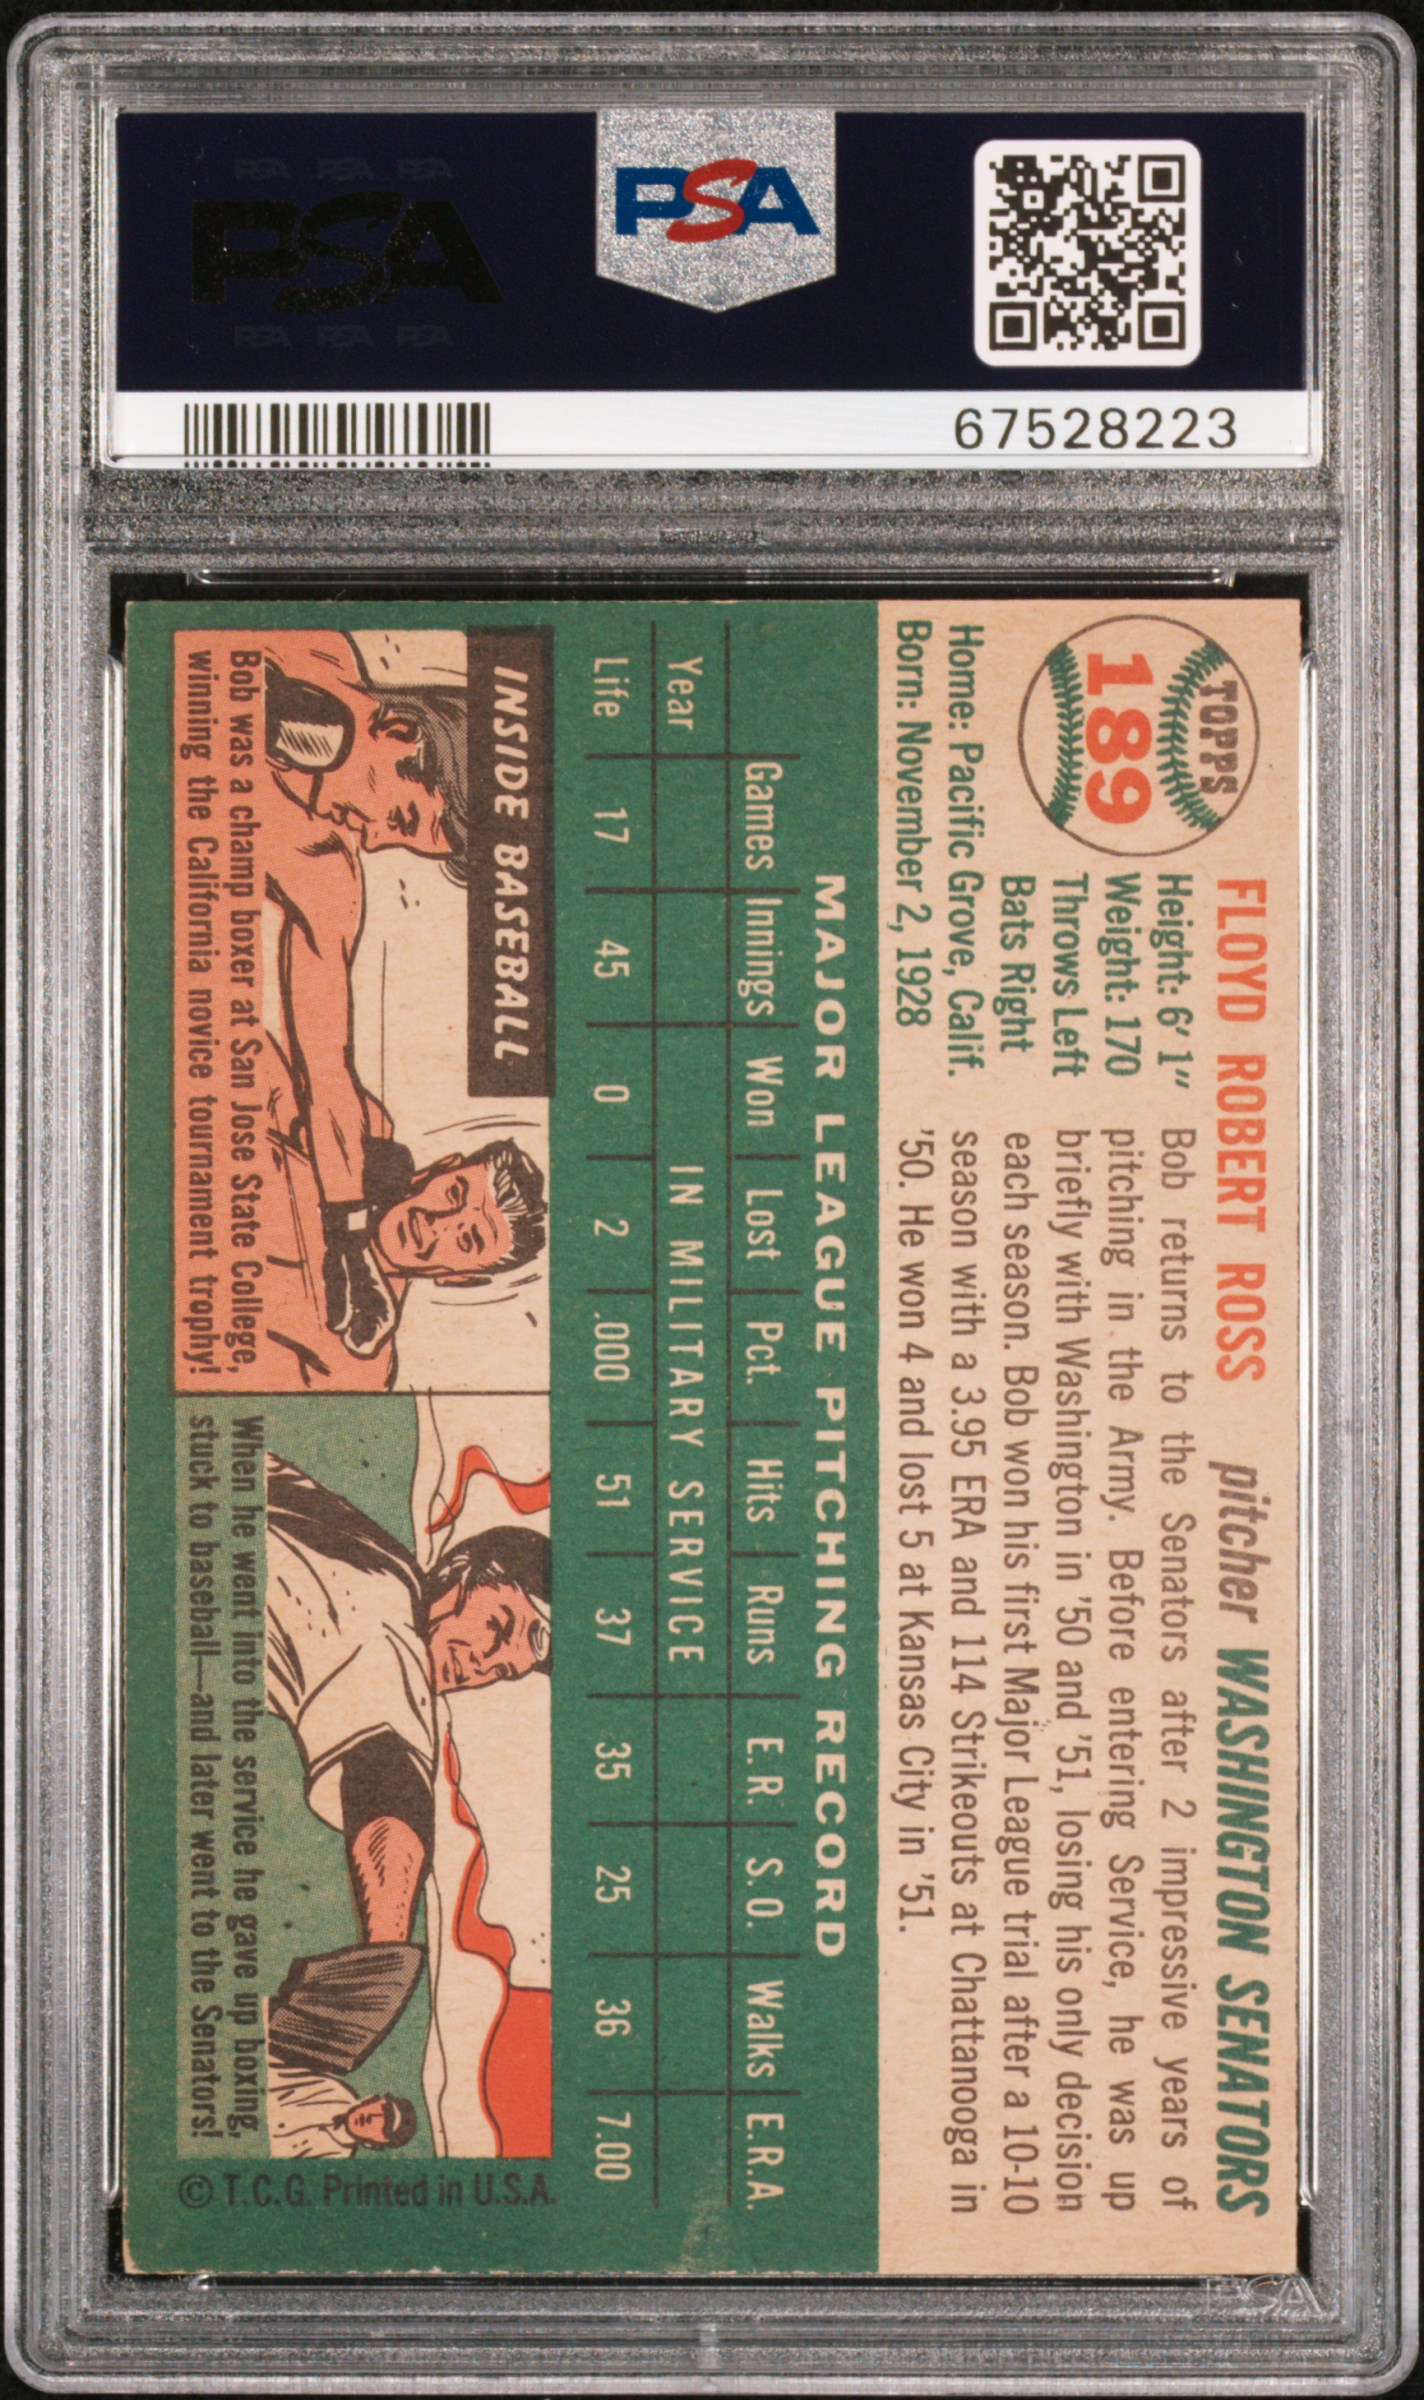 PSA PSA PSA
PSA
PSA PSA PSA
PSA
67528223
TOPPS
189
FLOYD ROBERT ROSS pitcher WASHINGTON SENATORS
Height: 6' 1"
Weight: 170
Throws Left
Bats Right
Home: Pacific Grove, Calif.
Born: November 2, 1928
Bob returns to the Senators after 2 impressive years of
pitching in the Army. Before entering Service, he was up
briefly with Washington in '50 and '51, losing his only decision
each season. Bob won his first Major League trial after a 10-10
season with a 3.95 ERA and 114 Strikeouts at Chattanooga in
'50. He won 4 and lost 5 at Kansas City in '51.
MAJOR LEAGUE PITCHING RECORD
Games Innings Won Lost Pct. Hits Runs E.R. S.O. Walks E.R.A.
Year IN MILITARY SERVICE
Life 17 45 0 2 .000 51 37 35 25 36 7.00
INSIDE BASEBALL
Bob was a champ boxer at San Jose State College,
winning the California novice tournament trophy!
When he went into the service he gave up boxing,
stuck to baseball—and later went to the Senators!
© T.C.G. Printed in U.S.A.
PSA